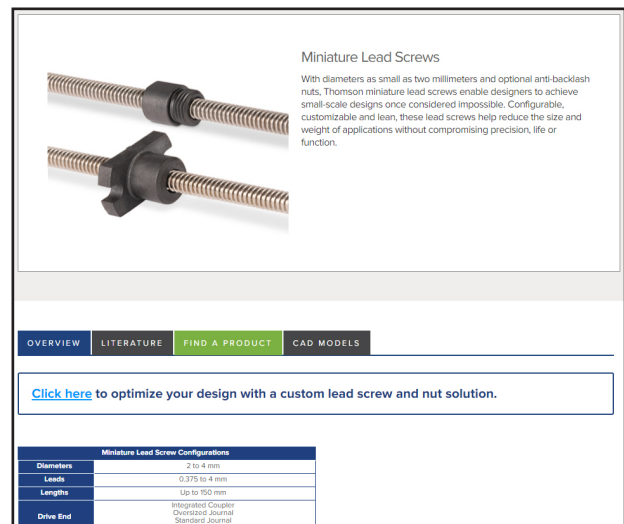 Miniature Lead Screws
With diameters as small as two millimeters and optional anti-backlash
nuts, Thomson miniature lead screws enable designers to achieve
small-scale designs once considered impossible. Configurable,
customizable and lean, these lead screws help reduce the size and
weight of applications without compromising precision, life or
function.
OVERVIEW LITERATURE FIND A PRODUCT CAD MODELS
Click here to optimize your design with a custom lead screw and nut solution.
Miniature Lead Screw Configurations
Diameters 2 to 4 mm
Leads 0.375 to 4 mm
Lengths Up to 150 mm
Integrated Coupler
Drive End Oversized Journal
Standard Journal